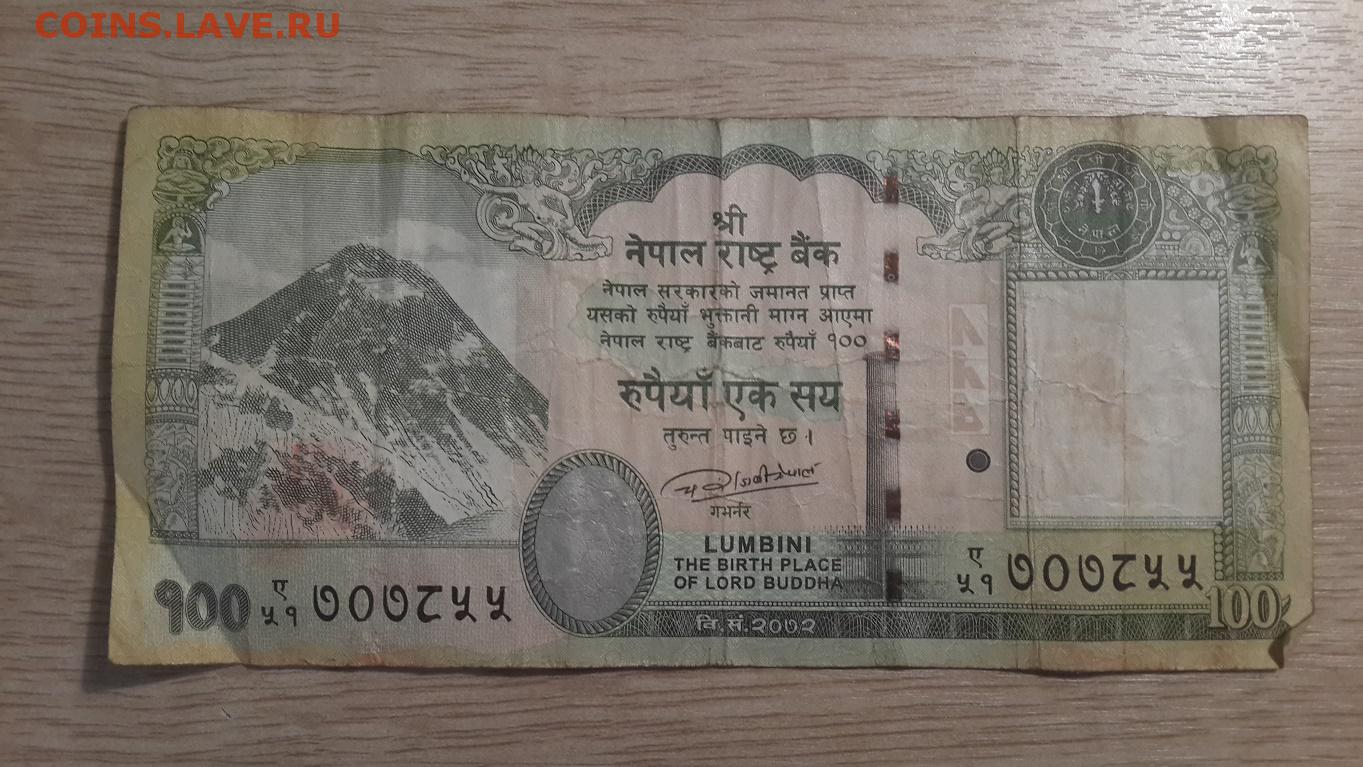 COINS.LAVE.RU
श्री
नेपाल राष्ट्र बैंक
नेपाल सरकारको जमानत प्राप्त
यसको रुपैयाँ भुक्तानी माग्न आएमा
नेपाल राष्ट्र बैंकबाट रुपैयाँ १००
रुपैयाँ एक सय
तुरुन्त पाइने छ।
गभर्नर
NRB
LUMBINI
THE BIRTH PLACE
OF LORD BUDDHA
१०० ए ५१ ७०७८५५
ए ५१ ७०७८५५
100
वि.सं.२०७२
नेपाल